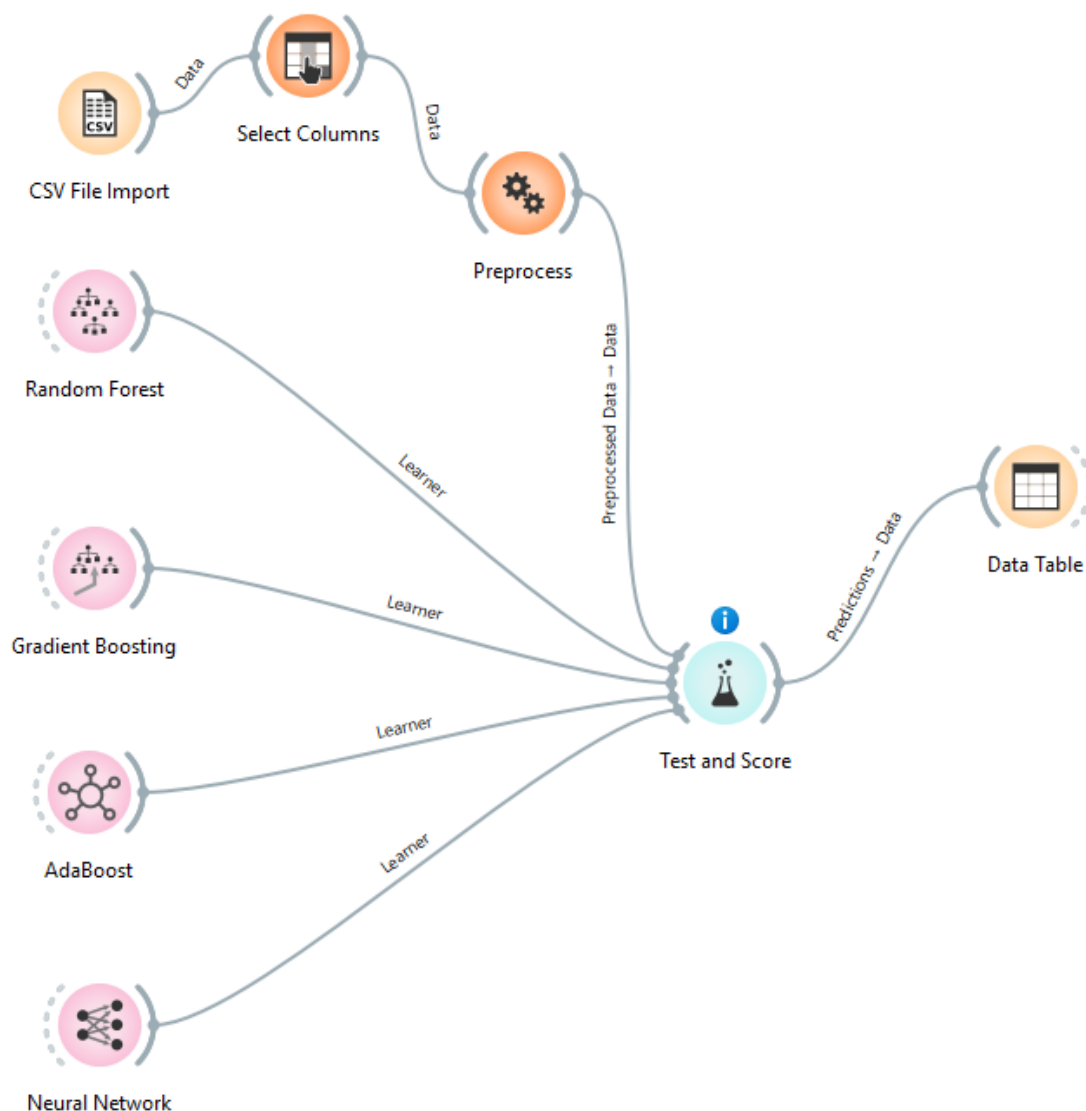 Data
CSV
CSV File Import
Select Columns
Data
Preprocess
Random Forest
Learner
Preprocessed Data → Data
Gradient Boosting
Learner
i
Predictions → Data
Data Table
Test and Score
AdaBoost
Learner
Neural Network
Learner